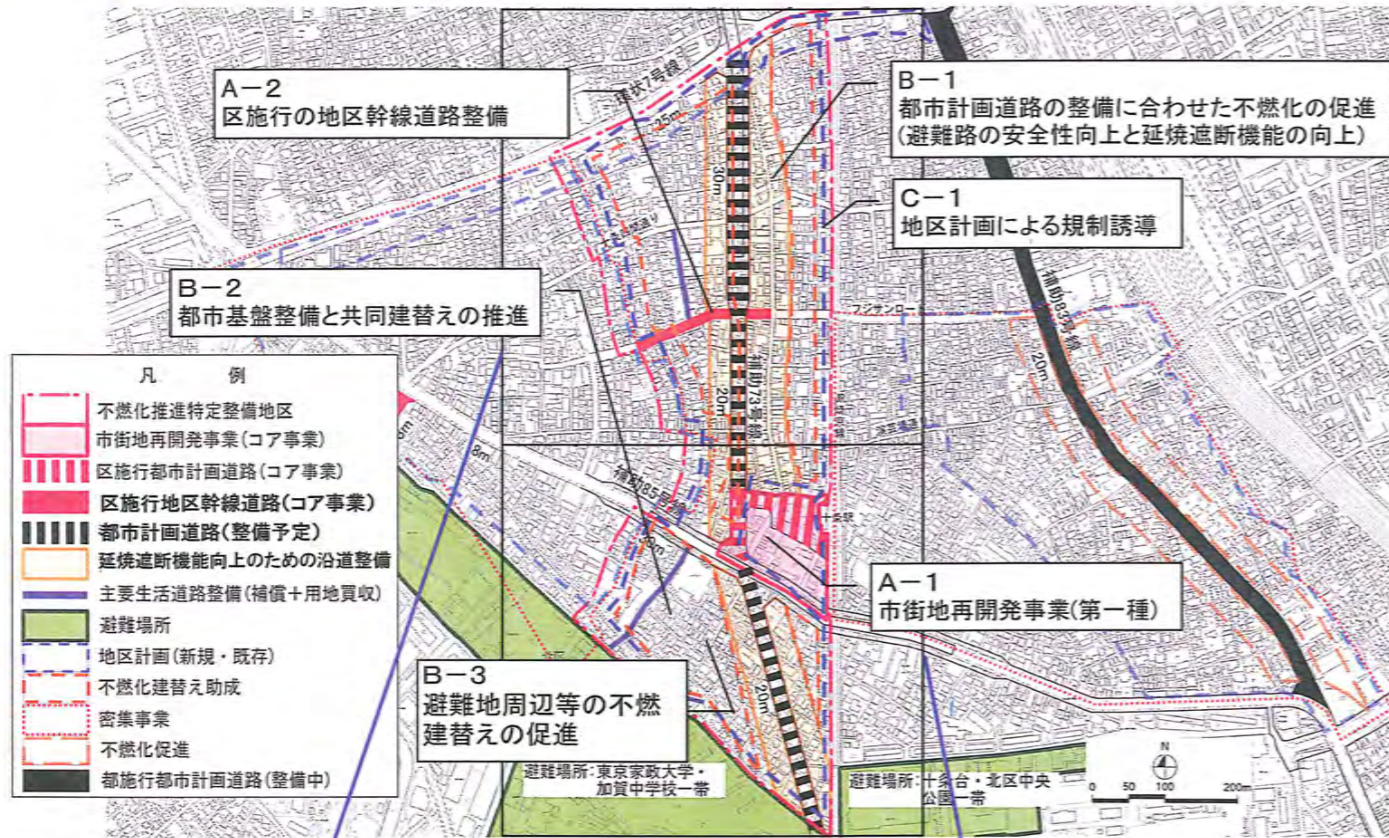 A-2
区施行の地区幹線道路整備
B-1
都市計画道路の整備に合わせた不燃化の促進
(避難路の安全性向上と延焼遮断機能の向上)
C-1
地区計画による規制誘導
B-2
都市基盤整備と共同建替えの推進
環状7号線
25m
30m
フジサンロード
補助83号線
20m
補助73号線
20m
補助85号線
18m
十条駅
凡 例
不燃化推進特定整備地区
市街地再開発事業(コア事業)
区施行都市計画道路(コア事業)
区施行地区幹線道路(コア事業)
都市計画道路(整備予定)
延焼遮断機能向上のための沿道整備
主要生活道路整備(補償+用地買収)
避難場所
地区計画(新規・既存)
不燃化建替え助成
密集事業
不燃化促進
都施行都市計画道路(整備中)
A-1
市街地再開発事業(第一種)
B-3
避難地周辺等の不燃
建替えの促進
20m
避難場所:東京家政大学・
加賀中学校一帯
避難場所:十条台・北区中央
公園一帯
N
0 50 100 200m